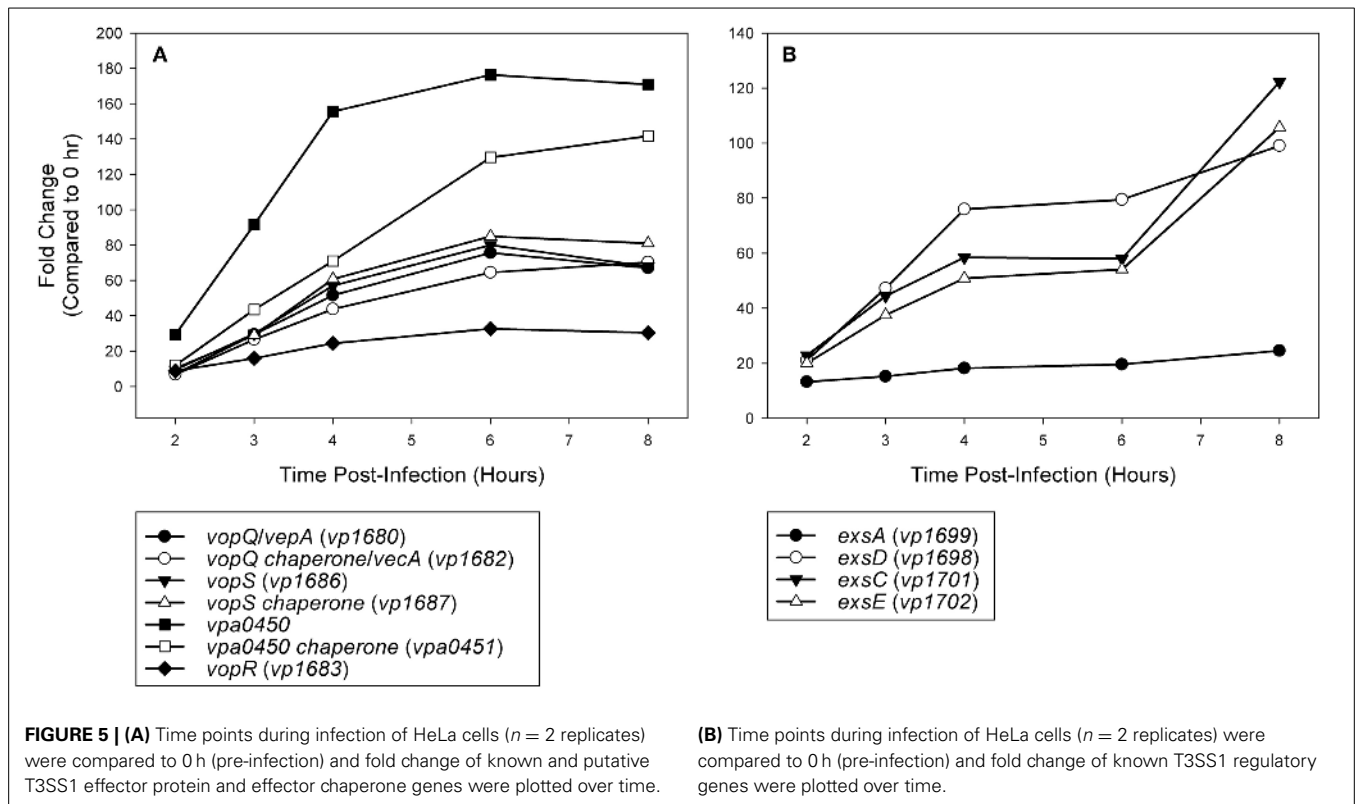 A
200
180
160
140
120
100
80
60
40
20
0
Fold Change
(Compared to 0 hr)
2 3 4 5 6 7 8
Time Post-Infection (Hours)
vopQ/vepA (vp1680)
vopQ chaperone/vecA (vp1682)
vopS (vp1686)
vopS chaperone (vp1687)
vpa0450
vpa0450 chaperone (vpa0451)
vopR (vp1683)
B
140
120
100
80
60
40
20
0
2 3 4 5 6 7 8
Time Post-Infection (Hours)
exsA (vp1699)
exsD (vp1698)
exsC (vp1701)
exsE (vp1702)
FIGURE 5 | (A) Time points during infection of HeLa cells (n = 2 replicates)
were compared to 0 h (pre-infection) and fold change of known and putative
T3SS1 effector protein and effector chaperone genes were plotted over time.
(B) Time points during infection of HeLa cells (n = 2 replicates) were
compared to 0 h (pre-infection) and fold change of known T3SS1 regulatory
genes were plotted over time.